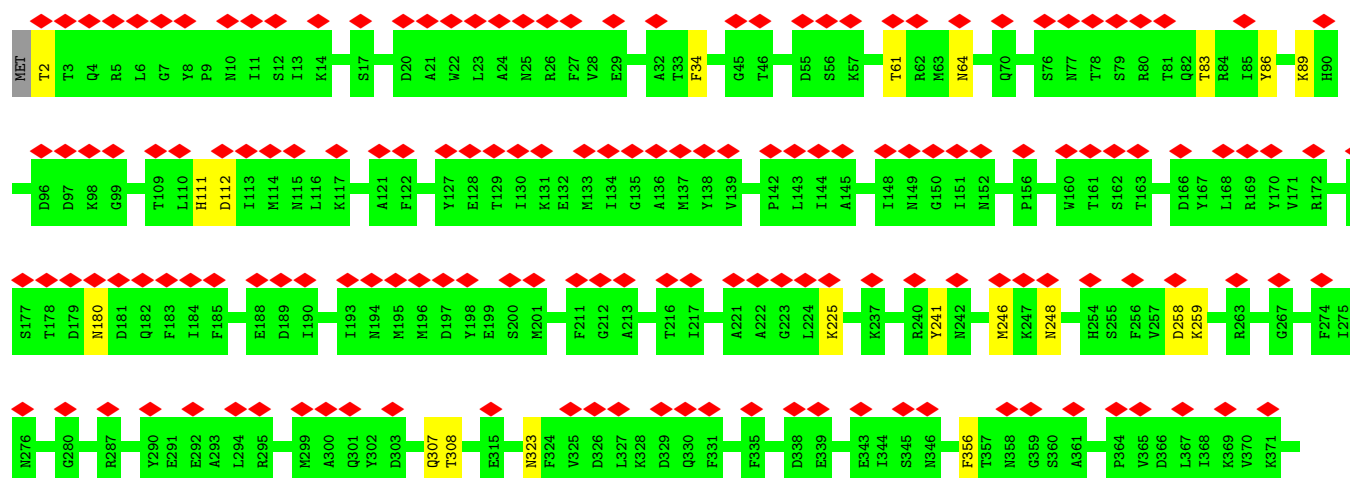 MET T2 T3 Q4 R5 L6 G7 Y8 P9 N10 I11 S12 I13 K14 S17 D20 A21 W22 L23 A24 N25 R26 F27 V28 E29 A32 T33 F34 G45 T46 D55 S56 K57 T61 R62 M63 N64 Q70 S76 N77 T78 S79 R80 T81 Q82 T83 R84 I85 Y86 K89 H90
D96 D97 K98 G99 T109 L110 H111 D112 I113 M114 N115 L116 K117 A121 F122 Y127 E128 T129 I130 K131 E132 M133 I134 G135 A136 M137 Y138 V139 P142 L143 I144 A145 I148 N149 G150 I151 N152 P156 W160 T161 S162 T163 D166 Y167 L168 R169 Y170 V171 R172
S177 T178 D179 N180 D181 Q182 F183 I184 F185 E188 D189 I190 I193 N194 M195 M196 D197 Y198 E199 S200 M201 F211 G212 A213 T216 I217 A221 A222 G223 L224 K225 K237 R240 Y241 N242 M246 K247 N248 H254 S255 F256 V257 D258 K259 R263 G267 F274 I275
N276 G280 R287 Y290 E291 E292 A293 L294 R295 M299 A300 Q301 Y302 D303 Q307 T308 E315 N323 F324 V325 D326 L327 K328 D329 Q330 F331 F335 D338 E339 E343 I344 S345 N346 F356 T357 N358 G359 S360 A361 P364 V365 D366 L367 I368 K369 V370 K371